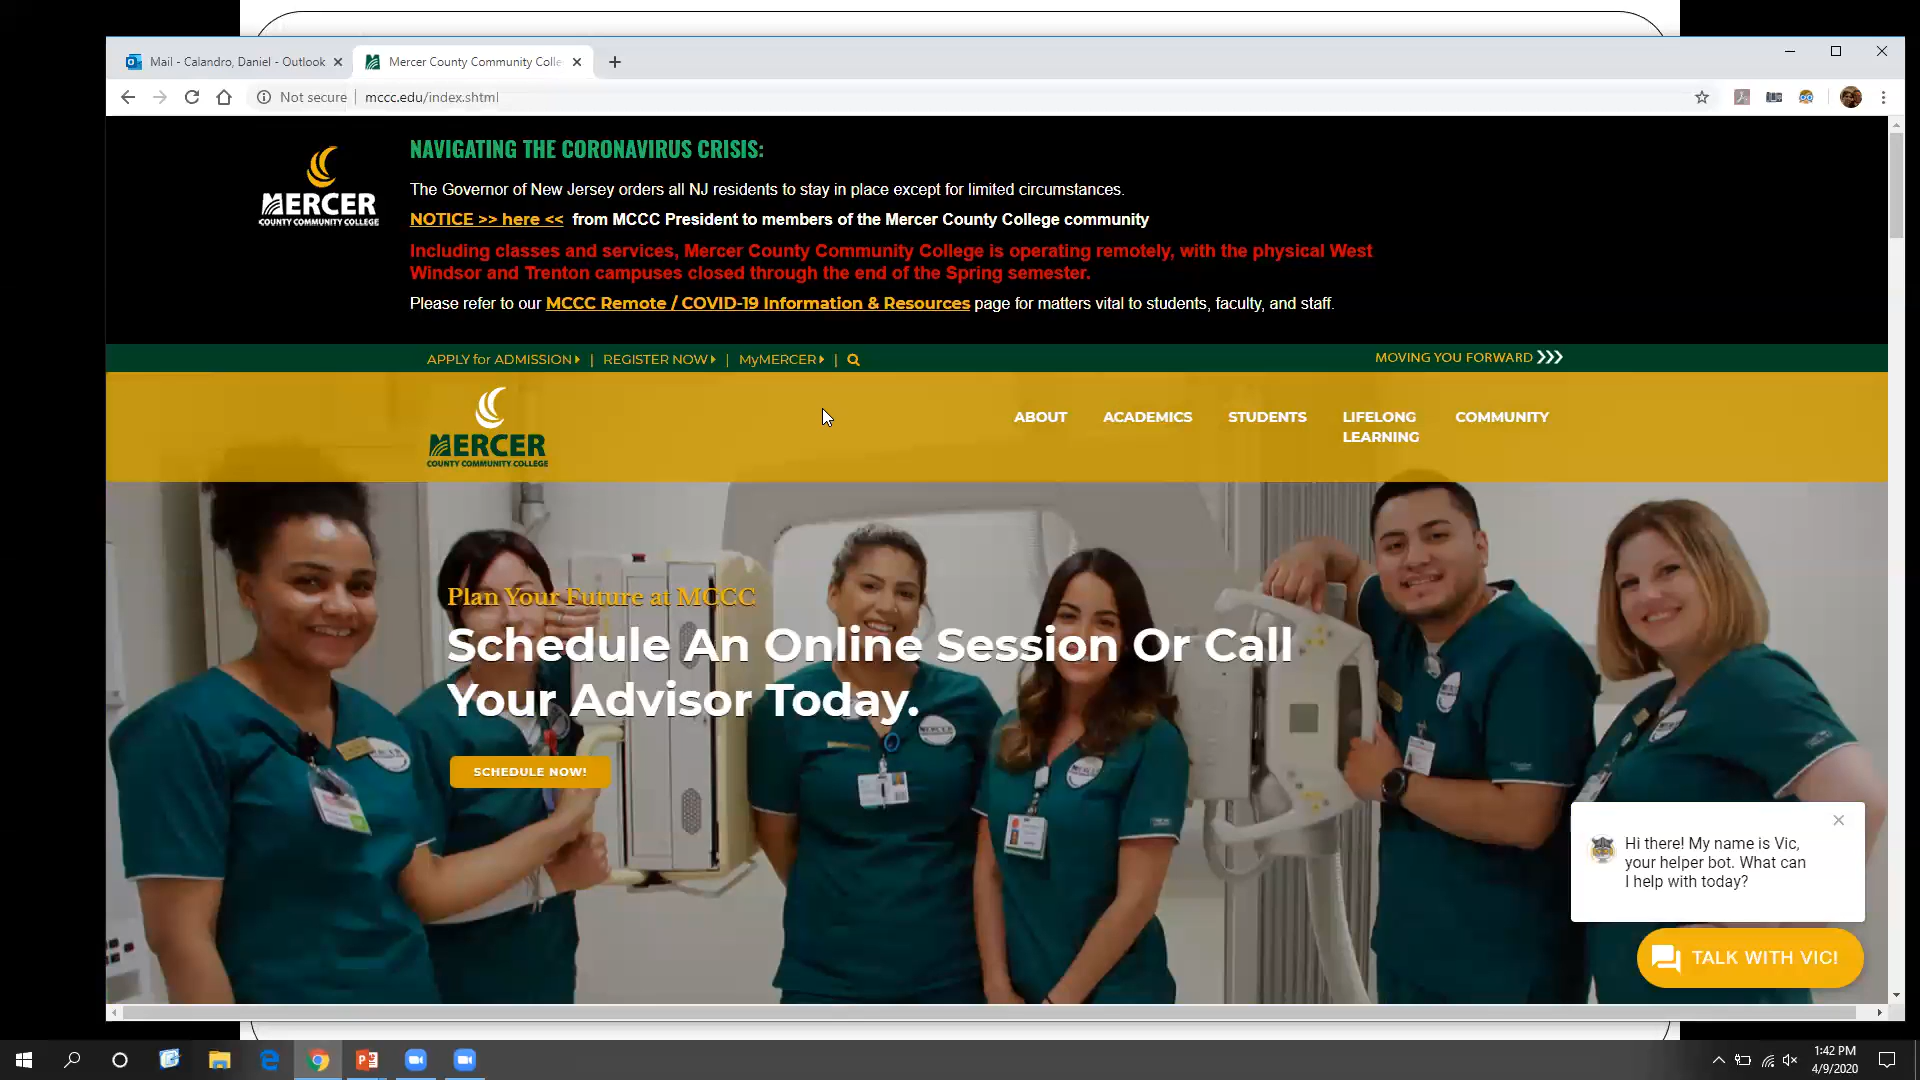 Mail - Calandro, Daniel - Outlook
Mercer County Community Colle
Not secure | mccc.edu/index.shtml
MERCER
COUNTY COMMUNITY COLLEGE
NAVIGATING THE CORONAVIRUS CRISIS:
The Governor of New Jersey orders all NJ residents to stay in place except for limited circumstances.
NOTICE >> here << from MCCC President to members of the Mercer County College community
Including classes and services, Mercer County Community College is operating remotely, with the physical West
Windsor and Trenton campuses closed through the end of the Spring semester.
Please refer to our MCCC Remote / COVID-19 Information & Resources page for matters vital to students, faculty, and staff.
APPLY for ADMISSION | REGISTER NOW | MyMERCER |
MOVING YOU FORWARD
MERCER
COUNTY COMMUNITY COLLEGE
ABOUT
ACADEMICS
STUDENTS
LIFELONG
LEARNING
COMMUNITY
Plan Your Future at MCCC
Schedule An Online Session Or Call
Your Advisor Today.
SCHEDULE NOW!
Hi there! My name is Vic,
your helper bot. What can
I help with today?
TALK WITH VIC!
1:42 PM
4/9/2020